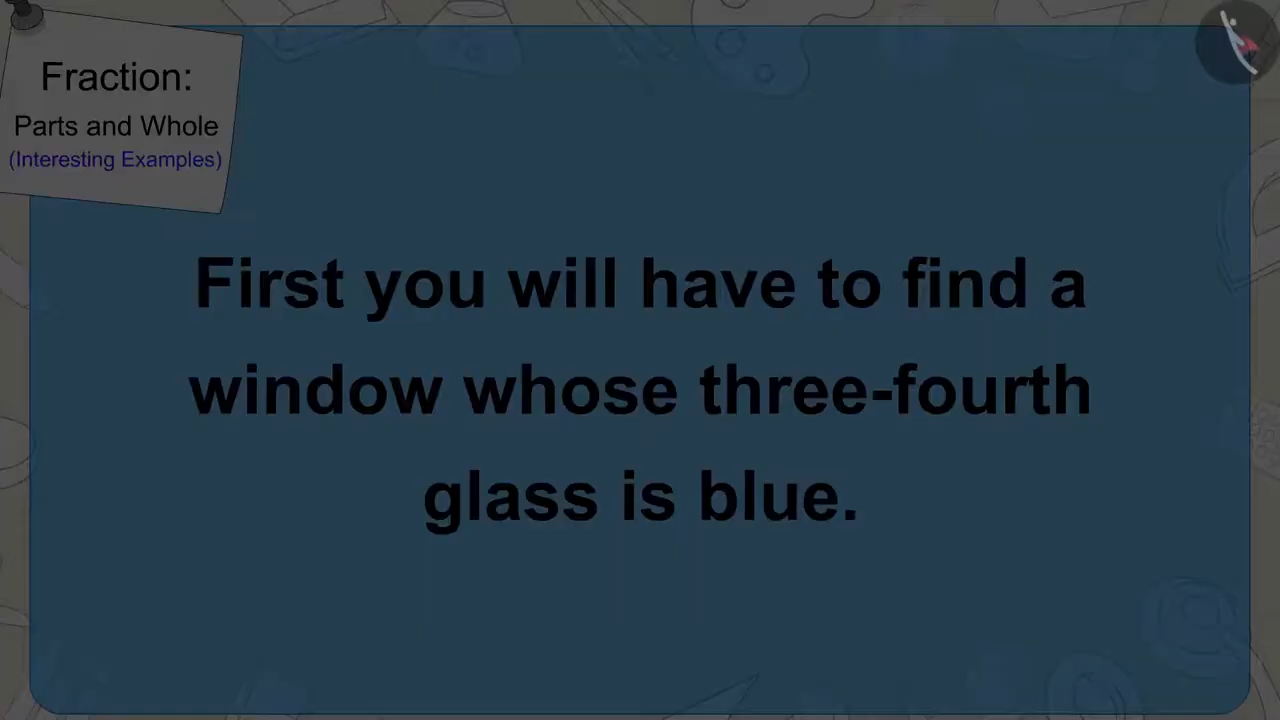 Fraction:
Parts and Whole
(Interesting Examples)
First you will have to find a
window whose three-fourth
glass is blue.